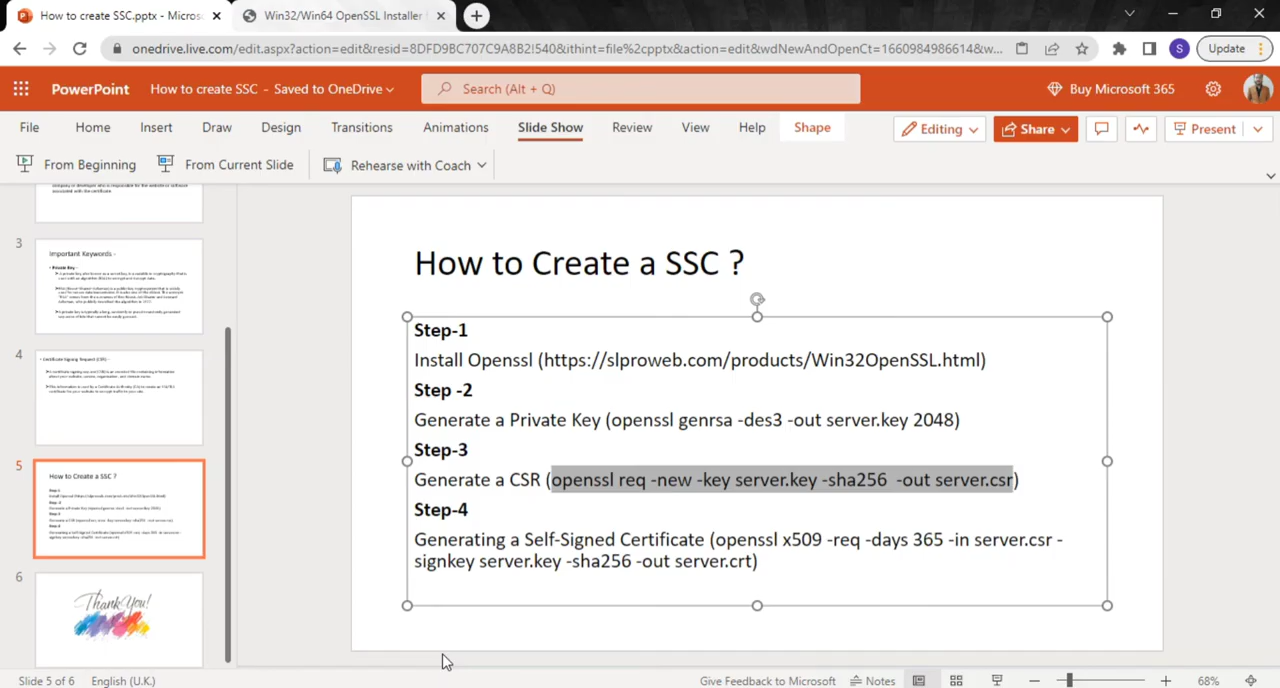 How to create SSC.pptx - Micros
Win32/Win64 OpenSSL Installer
onedrive.live.com/edit.aspx?action=edit&resid=8DFD9BC707C9A8B2!540&ithint=file%2cpptx&action=edit&wdNewAndOpenCt=1660984986614&w...
S
Update
PowerPoint
How to create SSC - Saved to OneDrive
Search (Alt + Q)
Buy Microsoft 365
File Home Insert Draw Design Transitions Animations Slide Show Review View Help Shape
Editing
Share
Present
From Beginning
From Current Slide
Rehearse with Coach
3
Important Keywords -
Private Key -
4
Certificate Signing Request (CSR) -
5
How to Create a SSC ?
6
Thank You!
How to Create a SSC ?
Step-1
Install Openssl (https://slproweb.com/products/Win32OpenSSL.html)
Step -2
Generate a Private Key (openssl genrsa -des3 -out server.key 2048)
Step-3
Generate a CSR (openssl req -new -key server.key -sha256  -out server.csr)
Step-4
Generating a Self-Signed Certificate (openssl x509 -req -days 365 -in server.csr -
signkey server.key -sha256 -out server.crt)
Slide 5 of 6
English (U.K.)
Give Feedback to Microsoft
Notes
68%